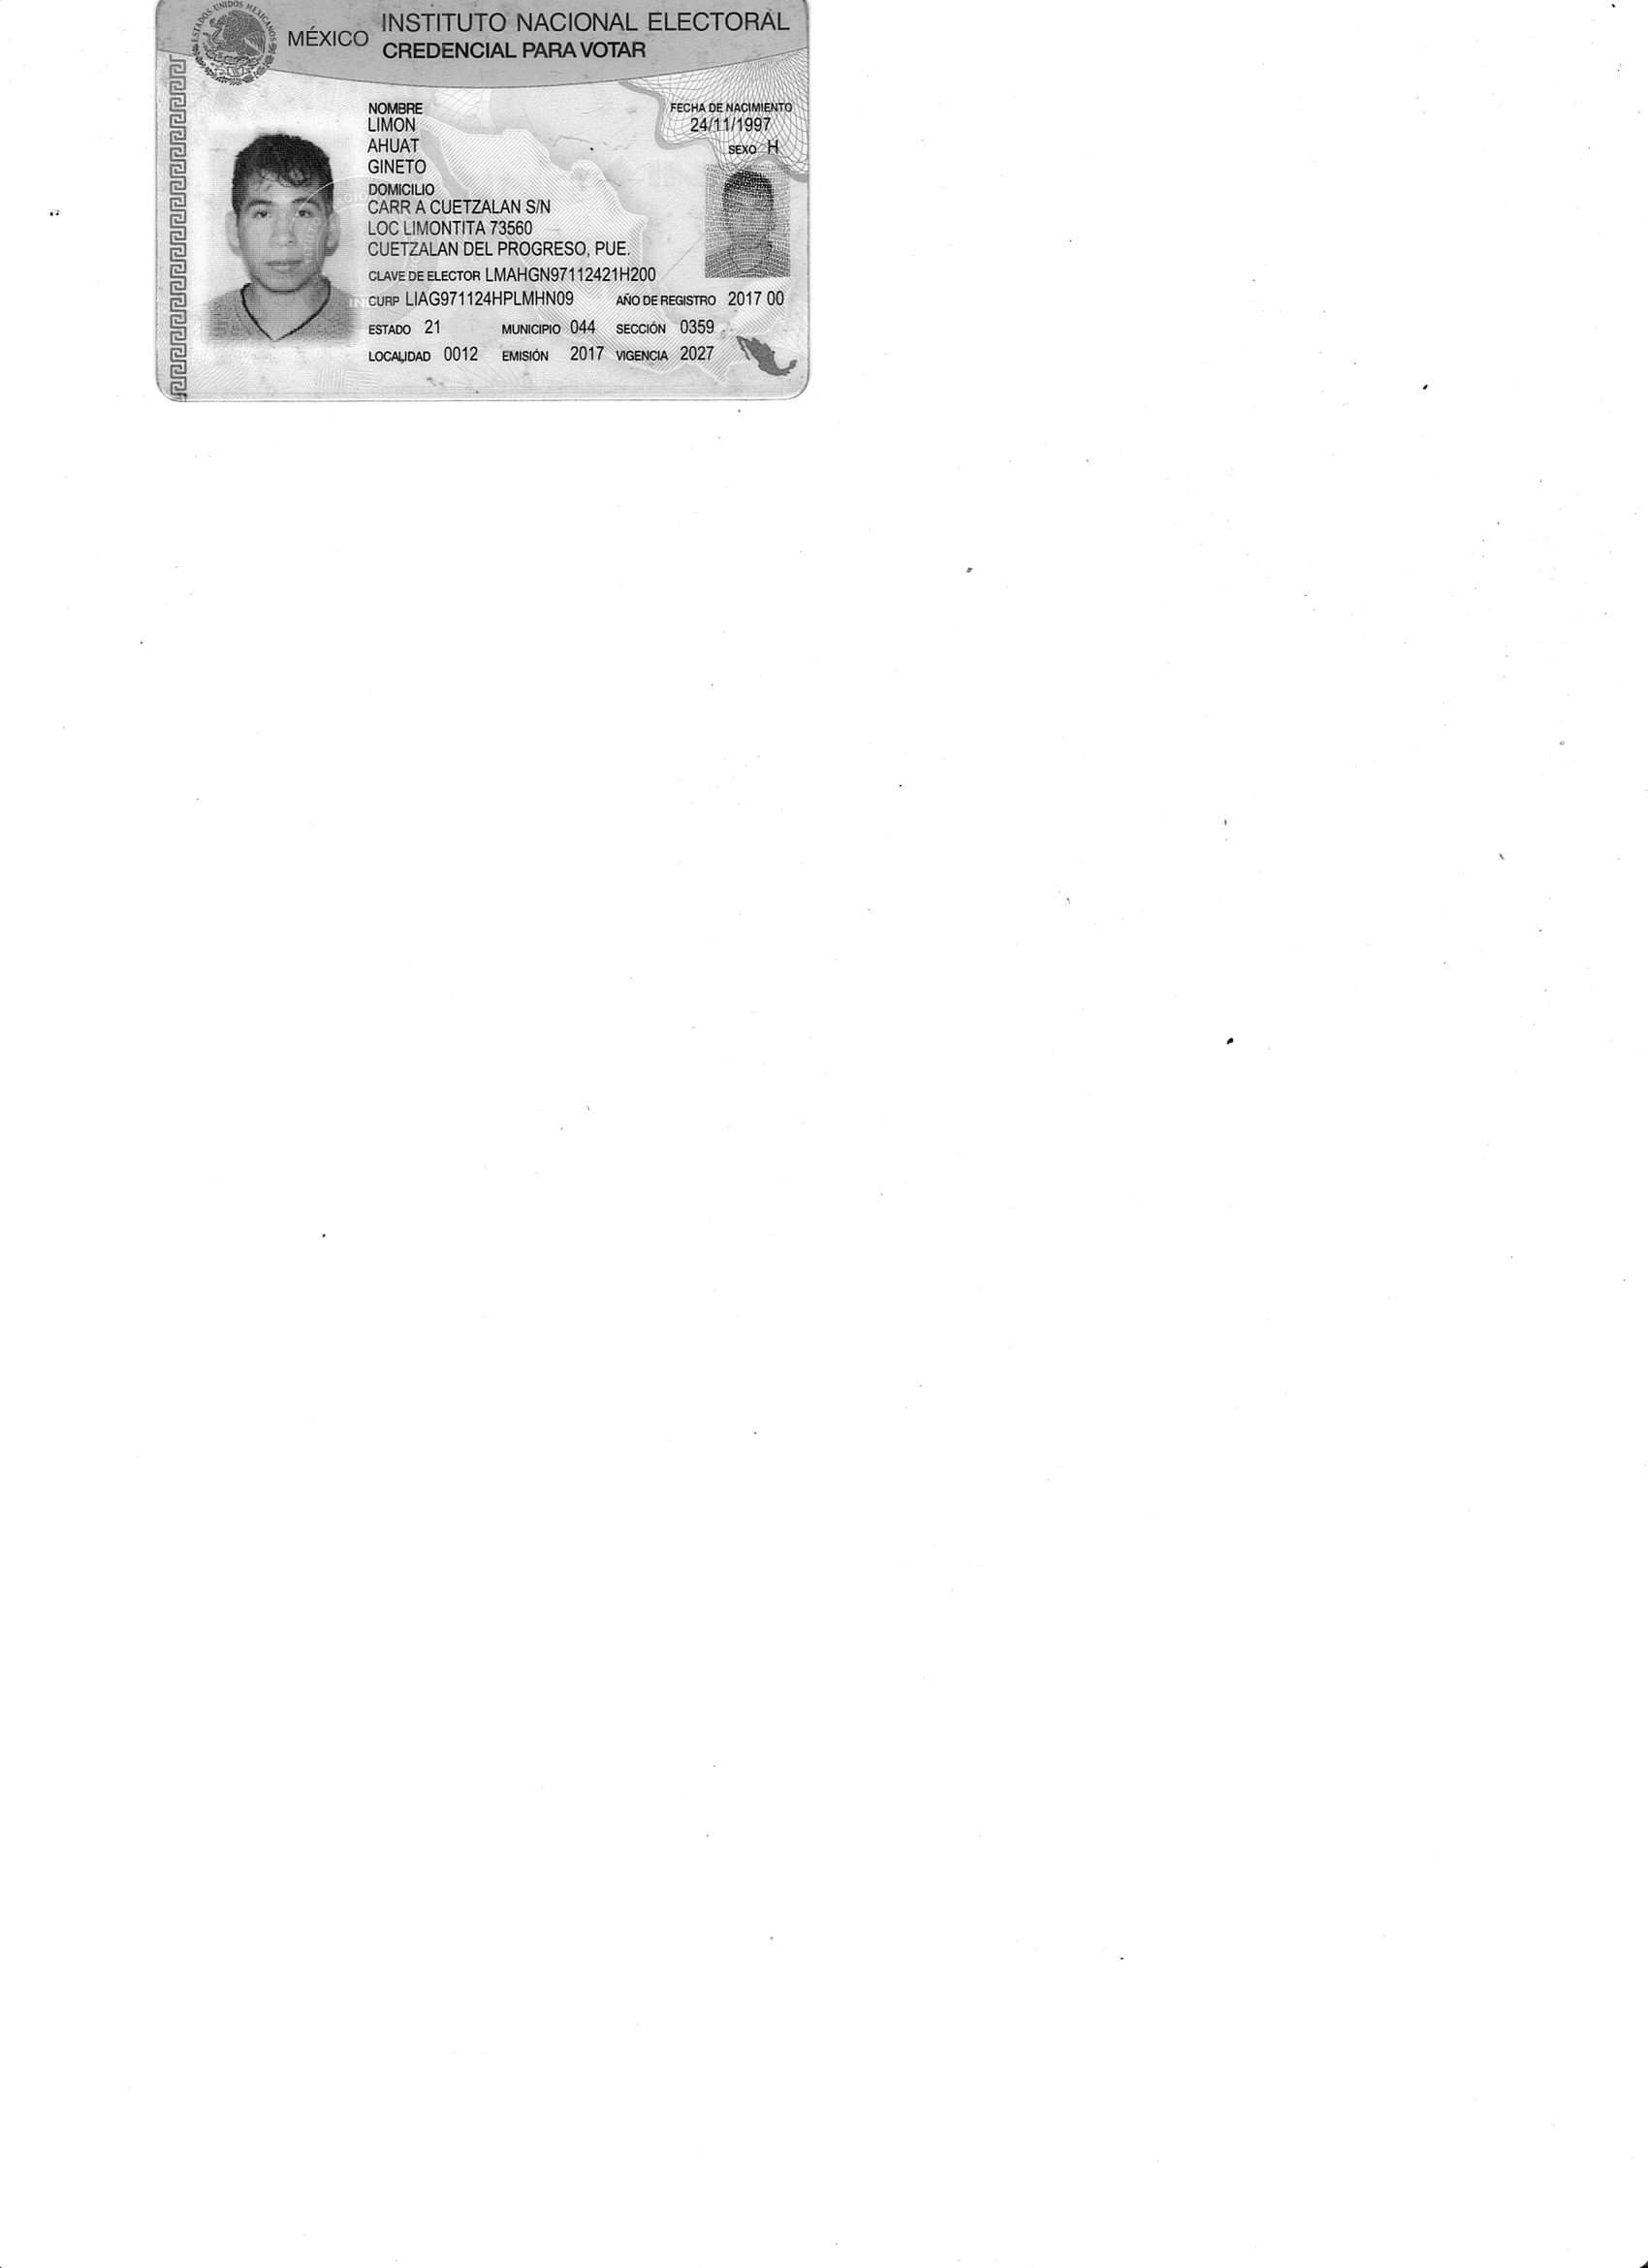 ESTADOS UNIDOS MEXICANOS
MÉXICO
INSTITUTO NACIONAL ELECTORAL
CREDENCIAL PARA VOTAR
NOMBRE
LIMON
AHUAT
GINETO
FECHA DE NACIMIENTO
24/11/1997
SEXO H
DOMICILIO
CARR A CUETZALAN S/N
LOC LIMONTITA 73560
CUETZALAN DEL PROGRESO, PUE.
CLAVE DE ELECTOR LMAHGN97112421H200
CURP LIAG971124HPLMHN09 AÑO DE REGISTRO 2017 00
ESTADO 21 MUNICIPIO 044 SECCIÓN 0359
LOCALIDAD 0012 EMISIÓN 2017 VIGENCIA 2027